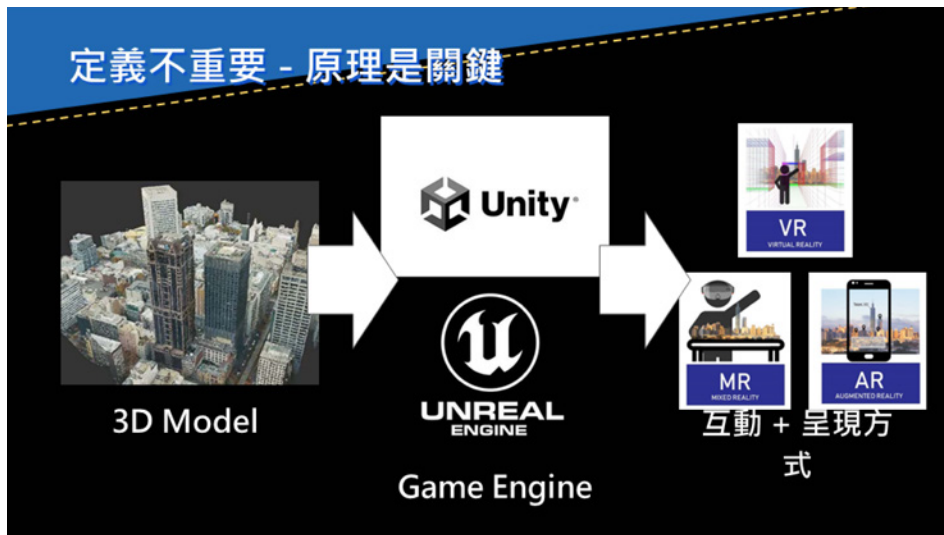 定義不重要 - 原理是關鍵
3D Model
Unity
UNREAL
ENGINE
Game Engine
VR
VIRTUAL REALITY
MR
MIXED REALITY
AR
AUGMENTED REALITY
互動 + 呈現方
式